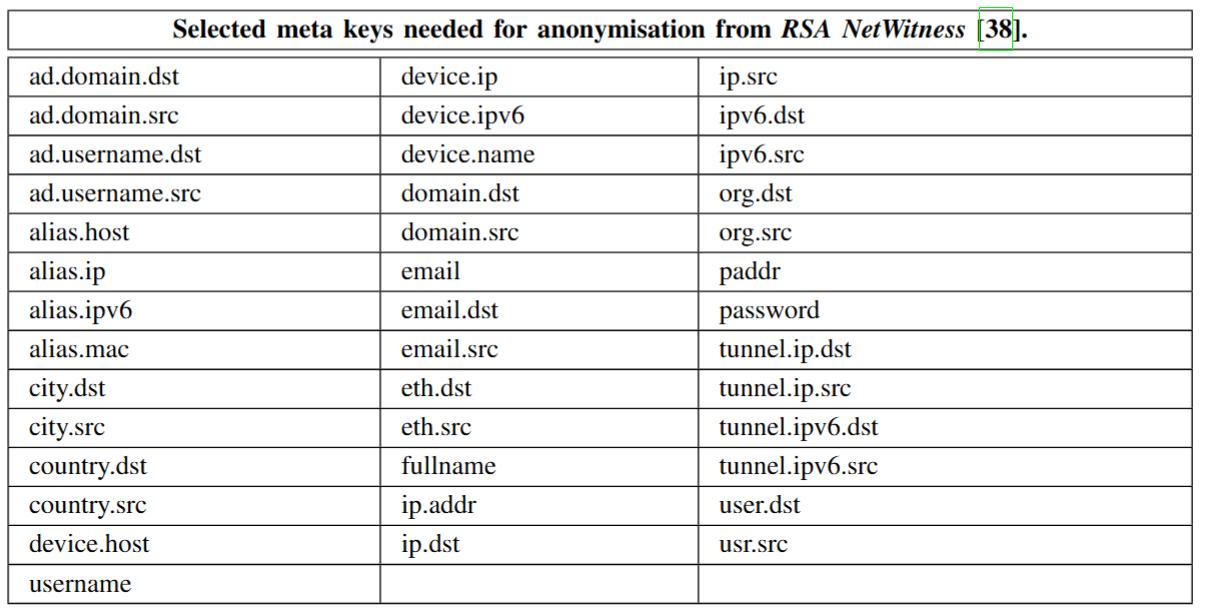 Selected meta keys needed for anonymisation from RSA NetWitness [38].
ad.domain.dst device.ip ip.src
ad.domain.src device.ipv6 ipv6.dst
ad.username.dst device.name ipv6.src
ad.username.src domain.dst org.dst
alias.host domain.src org.src
alias.ip email paddr
alias.ipv6 email.dst password
alias.mac email.src tunnel.ip.dst
city.dst eth.dst tunnel.ip.src
city.src eth.src tunnel.ipv6.dst
country.dst fullname tunnel.ipv6.src
country.src ip.addr user.dst
device.host ip.dst usr.src
username